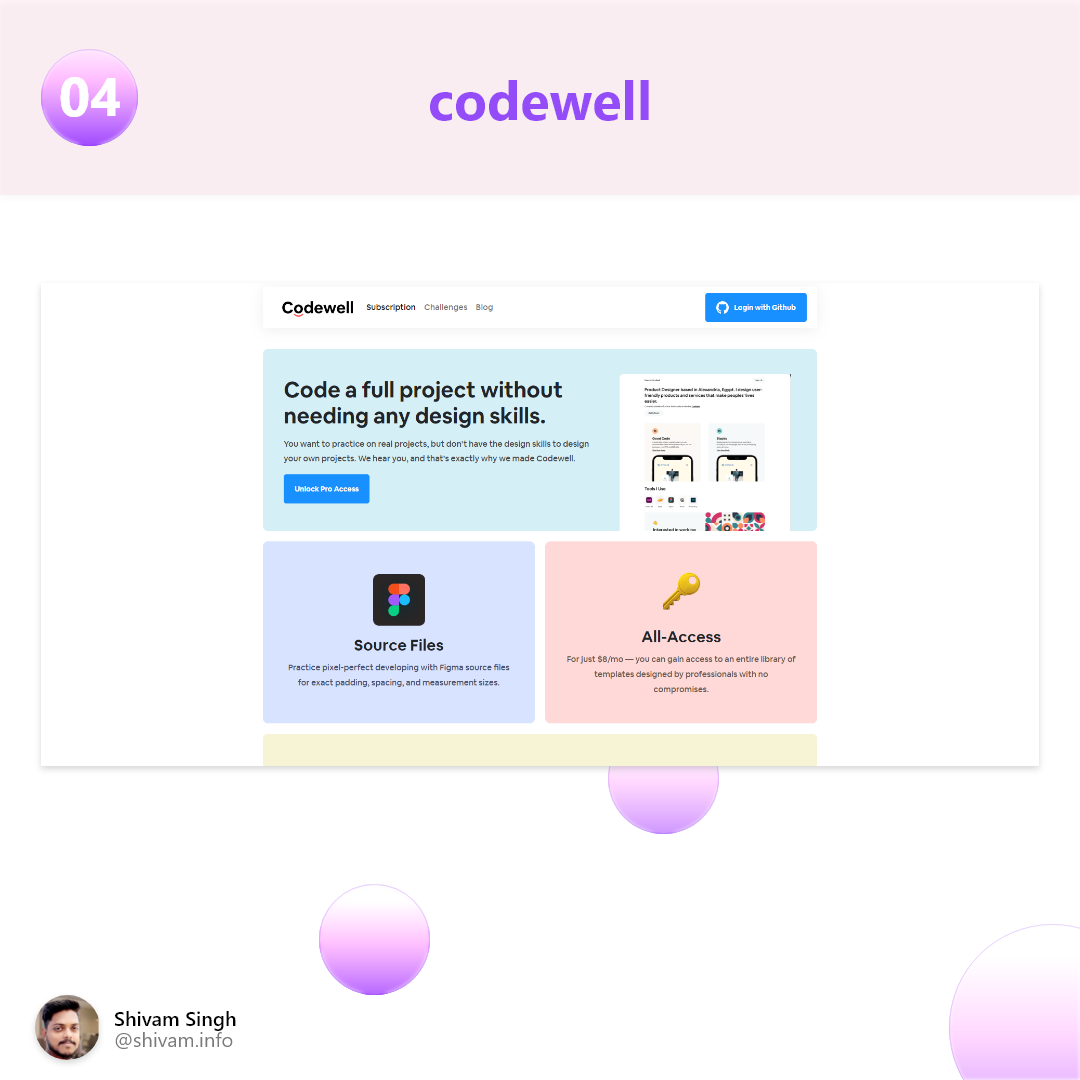 04
codewell
Codewell
Subscription
Challenges
Blog
Login with Github
Code a full project without
needing any design skills.
You want to practice on real projects, but don't have the design skills to design
your own projects. We hear you, and that's exactly why we made Codewell.
Unlock Pro Access
Product Designer based in Alexandria, Egypt. I design user-
friendly products and services that make peoples lives
easier.
Tools I Use
Interested in work
Source Files
Practice pixel-perfect developing with Figma source files
for exact padding, spacing, and measurement sizes.
All-Access
For just $8/mo — you can gain access to an entire library of
templates designed by professionals with no
compromises.
Shivam Singh
@shivam.info